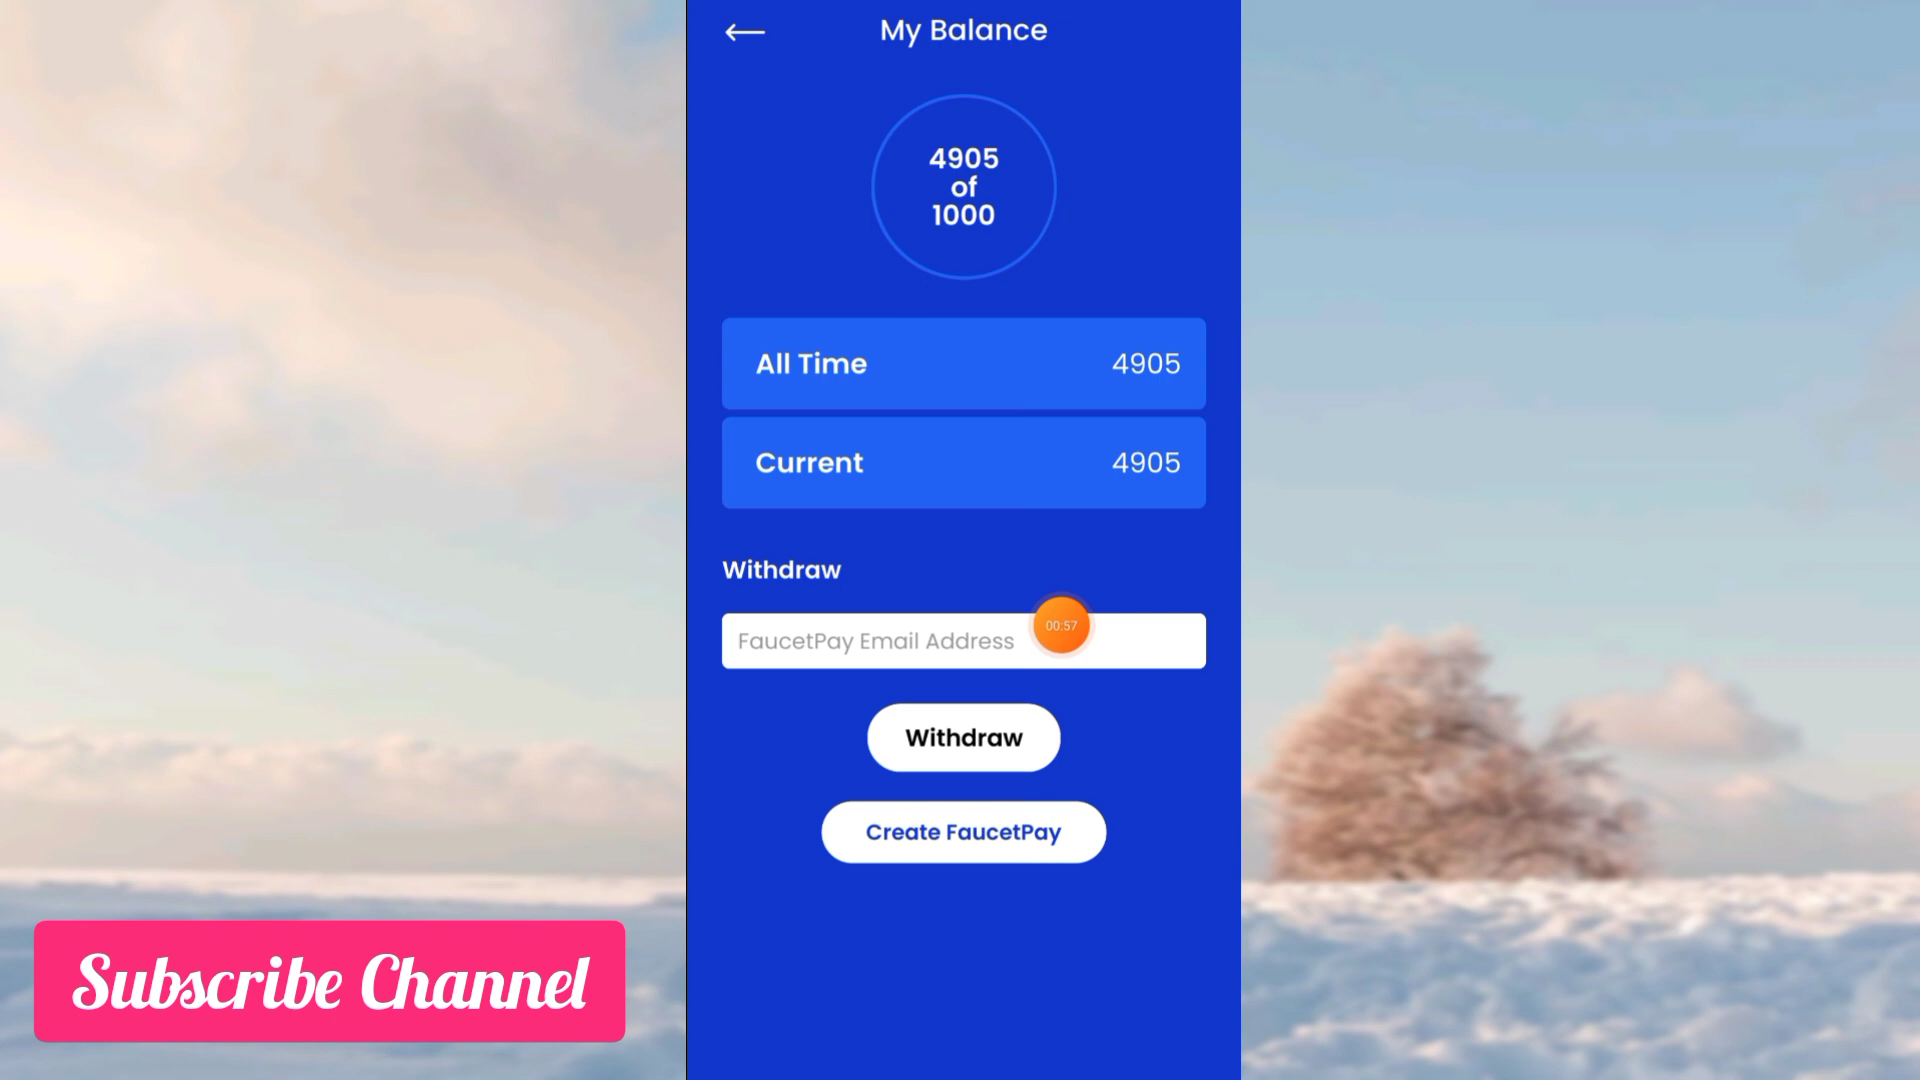 My Balance
4905
of
1000
All Time 4905
Current 4905
Withdraw
FaucetPay Email Address
00:57
Withdraw
Create FaucetPay
Subscribe Channel